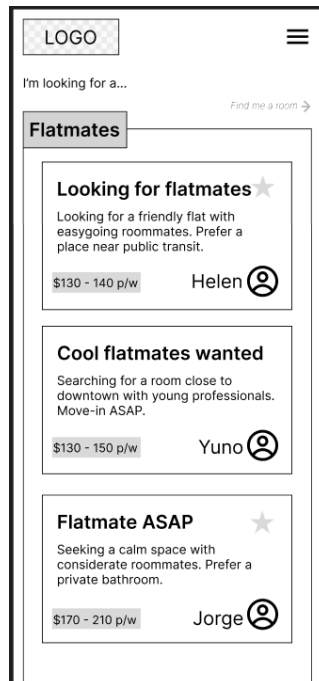 LOGO
I'm looking for a...
Find me a room
Flatmates
Looking for flatmates
Looking for a friendly flat with
easygoing roommates. Prefer a
place near public transit.
$130 - 140 p/w
Helen
Cool flatmates wanted
Searching for a room close to
downtown with young professionals.
Move-in ASAP.
$130 - 150 p/w
Yuno
Flatmate ASAP
Seeking a calm space with
considerate roommates. Prefer a
private bathroom.
$170 - 210 p/w
Jorge